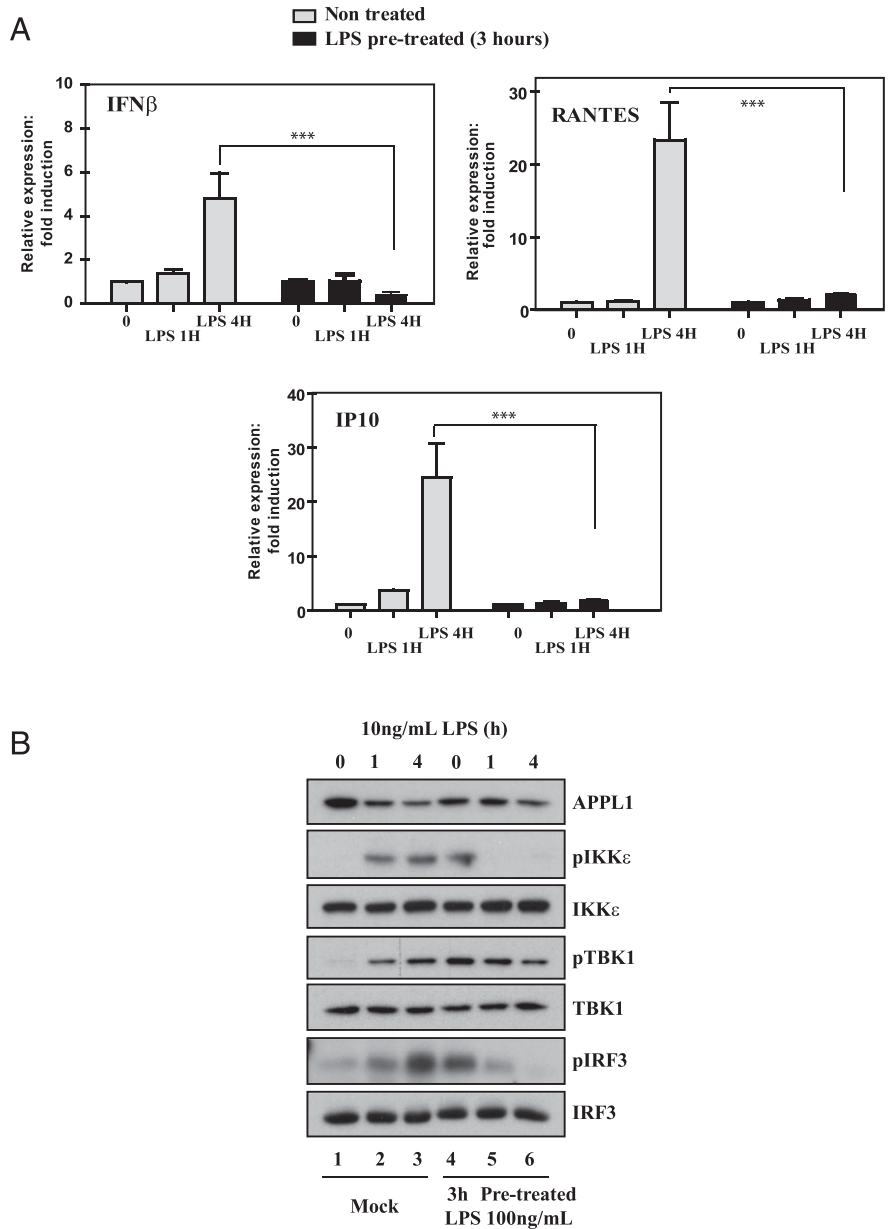 A
Non treated
LPS pre-treated (3 hours)
IFNβ
Relative expression:
fold induction
10
8
6
4
2
0
***
0 LPS 4H 0 LPS 4H
LPS 1H LPS 1H
RANTES
Relative expression:
fold induction
30
20
10
0
***
0 LPS 4H 0 LPS 4H
LPS 1H LPS 1H
IP10
Relative expression:
fold induction
40
30
20
10
0
***
0 LPS 4H 0 LPS 4H
LPS 1H LPS 1H
B
10ng/mL LPS (h)
0 1 4 0 1 4
APPL1
pIKKε
IKKε
pTBK1
TBK1
pIRF3
IRF3
1 2 3 4 5 6
Mock
3h Pre-treated
LPS 100ng/mL